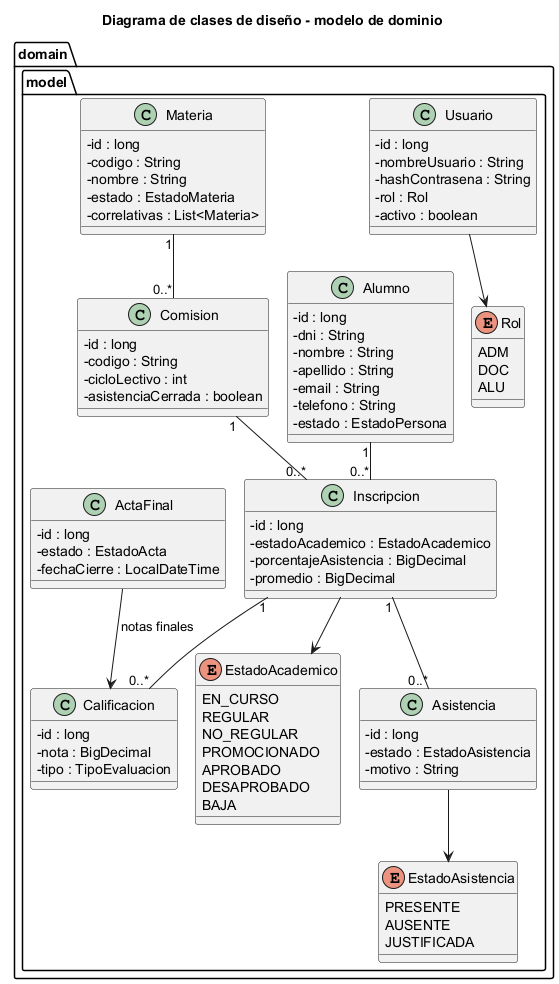 Diagrama de clases de diseño - modelo de dominio
domain
model
C Materia
-id : long
-codigo : String
-nombre : String
-estado : EstadoMateria
-correlativas : List<Materia>
C Usuario
-id : long
-nombreUsuario : String
-hashContrasena : String
-rol : Rol
-activo : boolean
1
0..*
C Comision
-id : long
-codigo : String
-cicloLectivo : int
-asistenciaCerrada : boolean
C Alumno
-id : long
-dni : String
-nombre : String
-apellido : String
-email : String
-telefono : String
-estado : EstadoPersona
E Rol
ADM
DOC
ALU
1
0..*
1
0..*
C ActaFinal
-id : long
-estado : EstadoActa
-fechaCierre : LocalDateTime
C Inscripcion
-id : long
-estadoAcademico : EstadoAcademico
-porcentajeAsistencia : BigDecimal
-promedio : BigDecimal
notas finales
1
0..*
1
0..*
C Calificacion
-id : long
-nota : BigDecimal
-tipo : TipoEvaluacion
E EstadoAcademico
EN_CURSO
REGULAR
NO_REGULAR
PROMOCIONADO
APROBADO
DESAPROBADO
BAJA
C Asistencia
-id : long
-estado : EstadoAsistencia
-motivo : String
E EstadoAsistencia
PRESENTE
AUSENTE
JUSTIFICADA